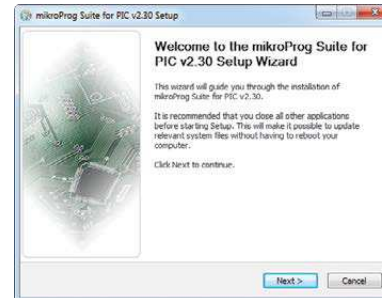 mikroProg Suite for PIC v2.30 Setup
Welcome to the mikroProg Suite for
PIC v2.30 Setup Wizard
This wizard will guide you through the installation of
mikroProg Suite for PIC v2.30.
It is recommended that you close all other applications
before starting Setup. This will make it possible to update
relevant system files without having to reboot your
computer.
Click Next to continue.
Next >
Cancel